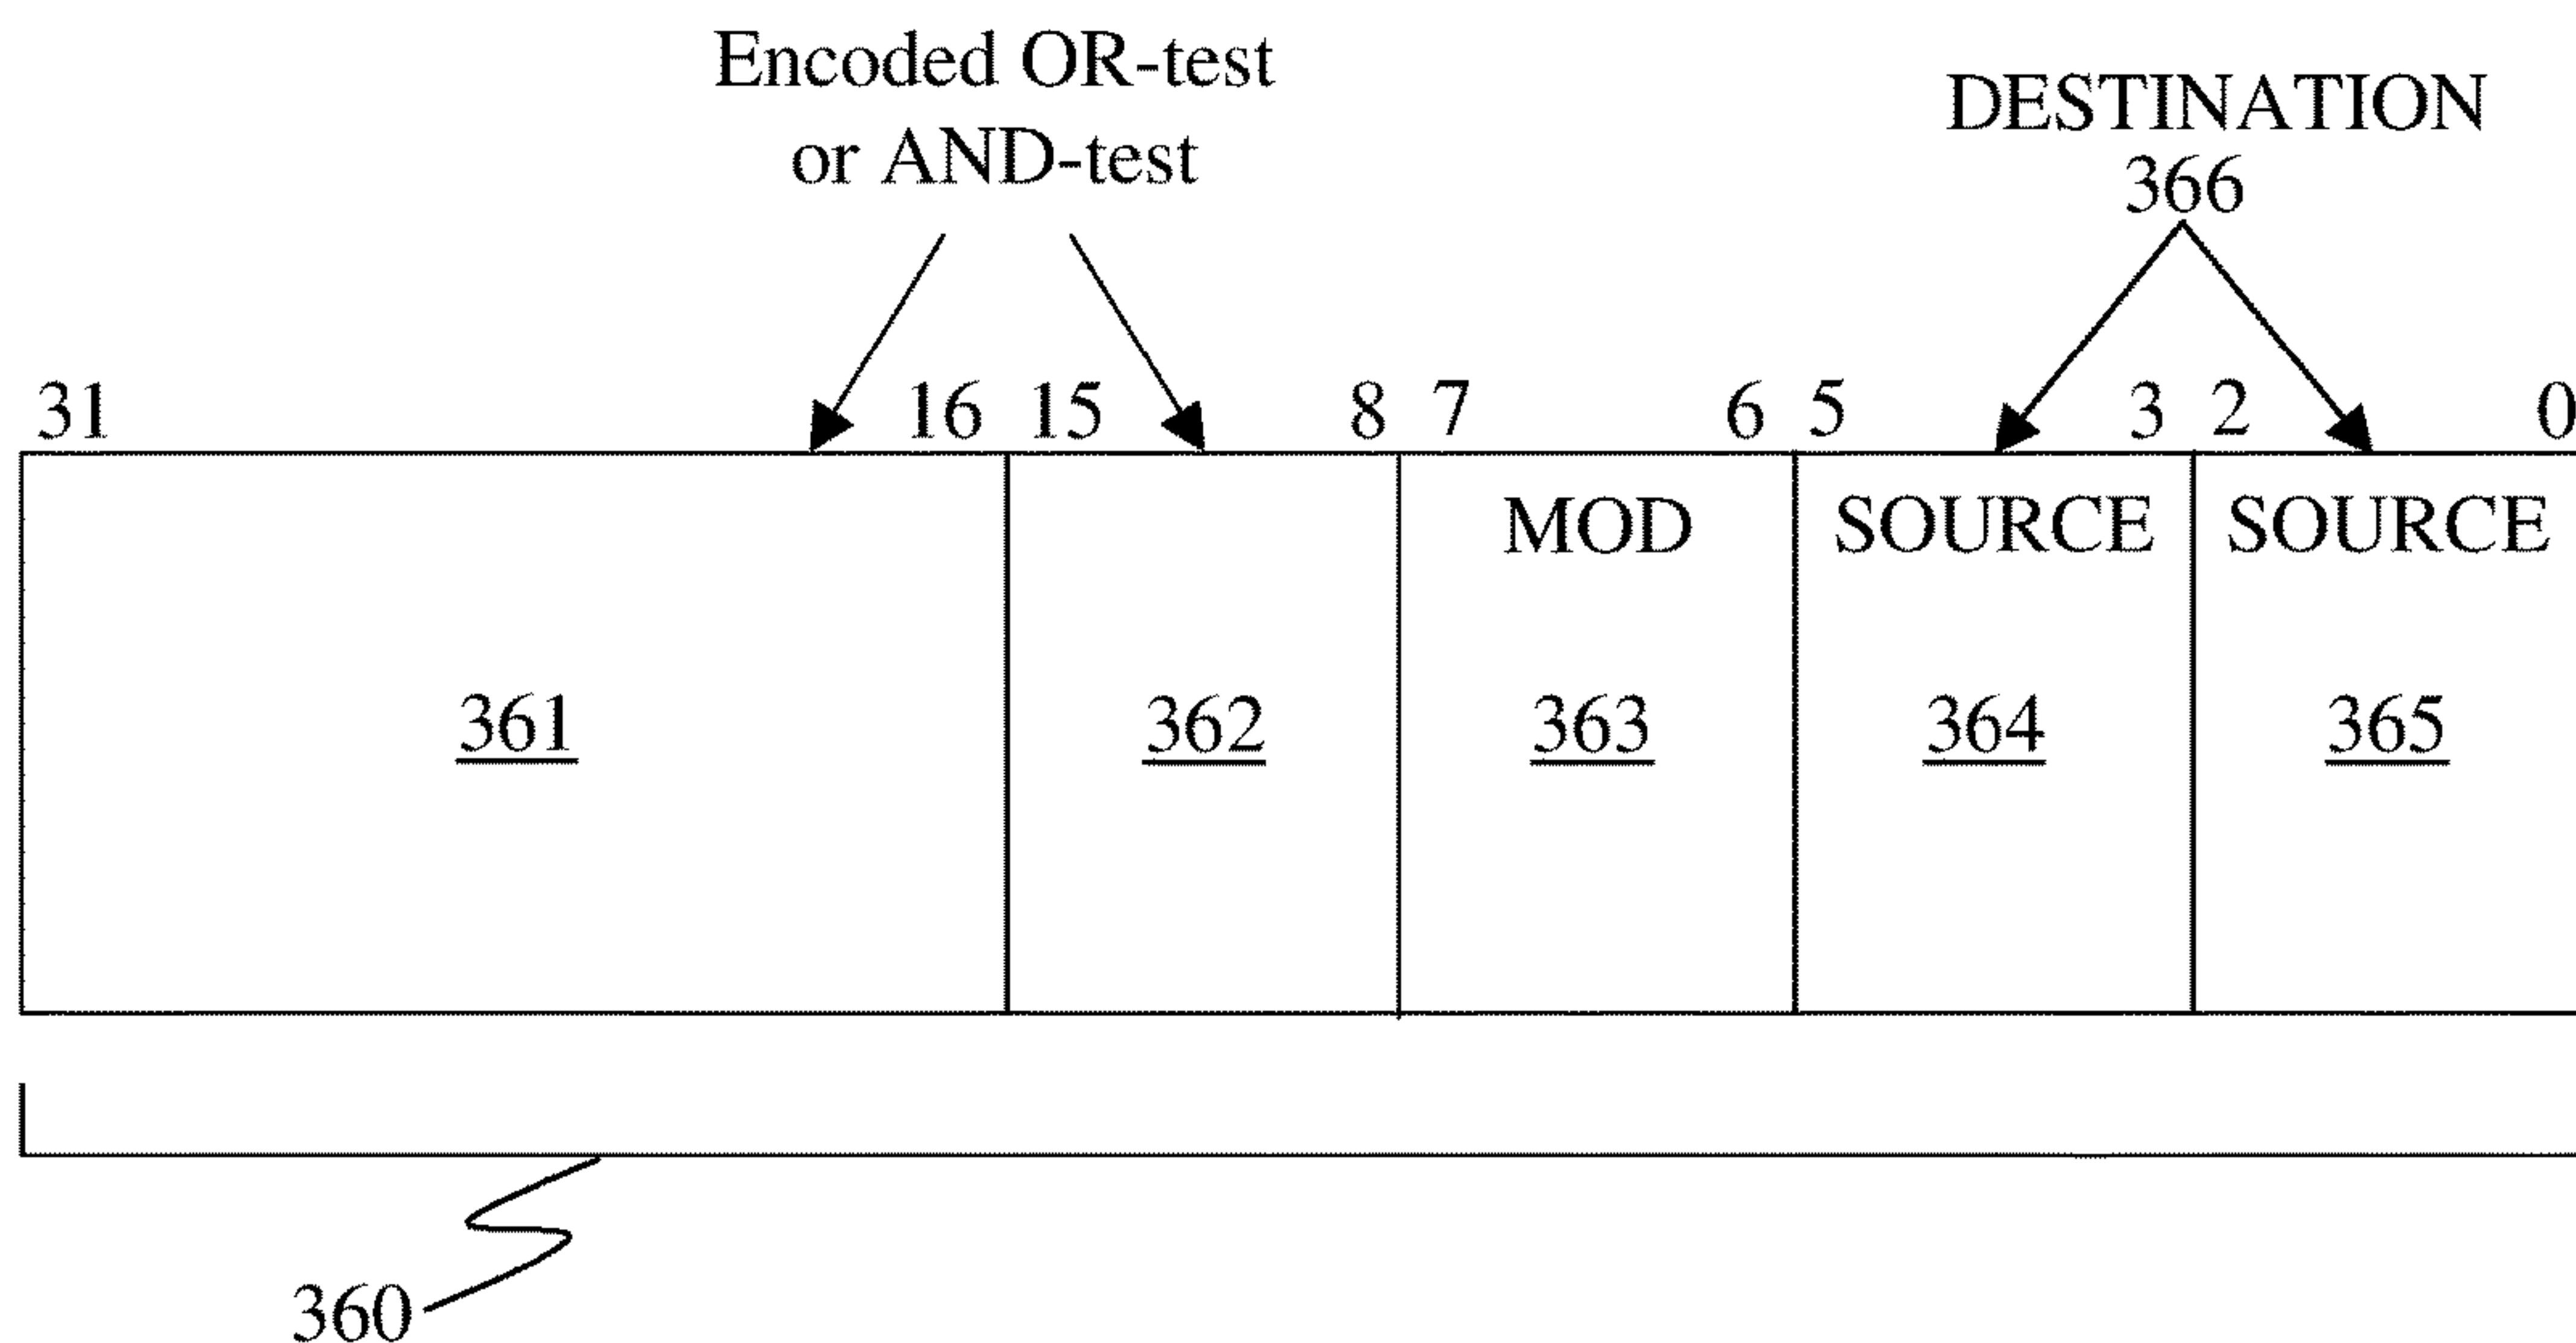 Encoded OR-test
or AND-test
DESTINATION
366
31 16 15 8 7 6 5 3 2 0
MOD SOURCE SOURCE
361 362 363 364 365
360